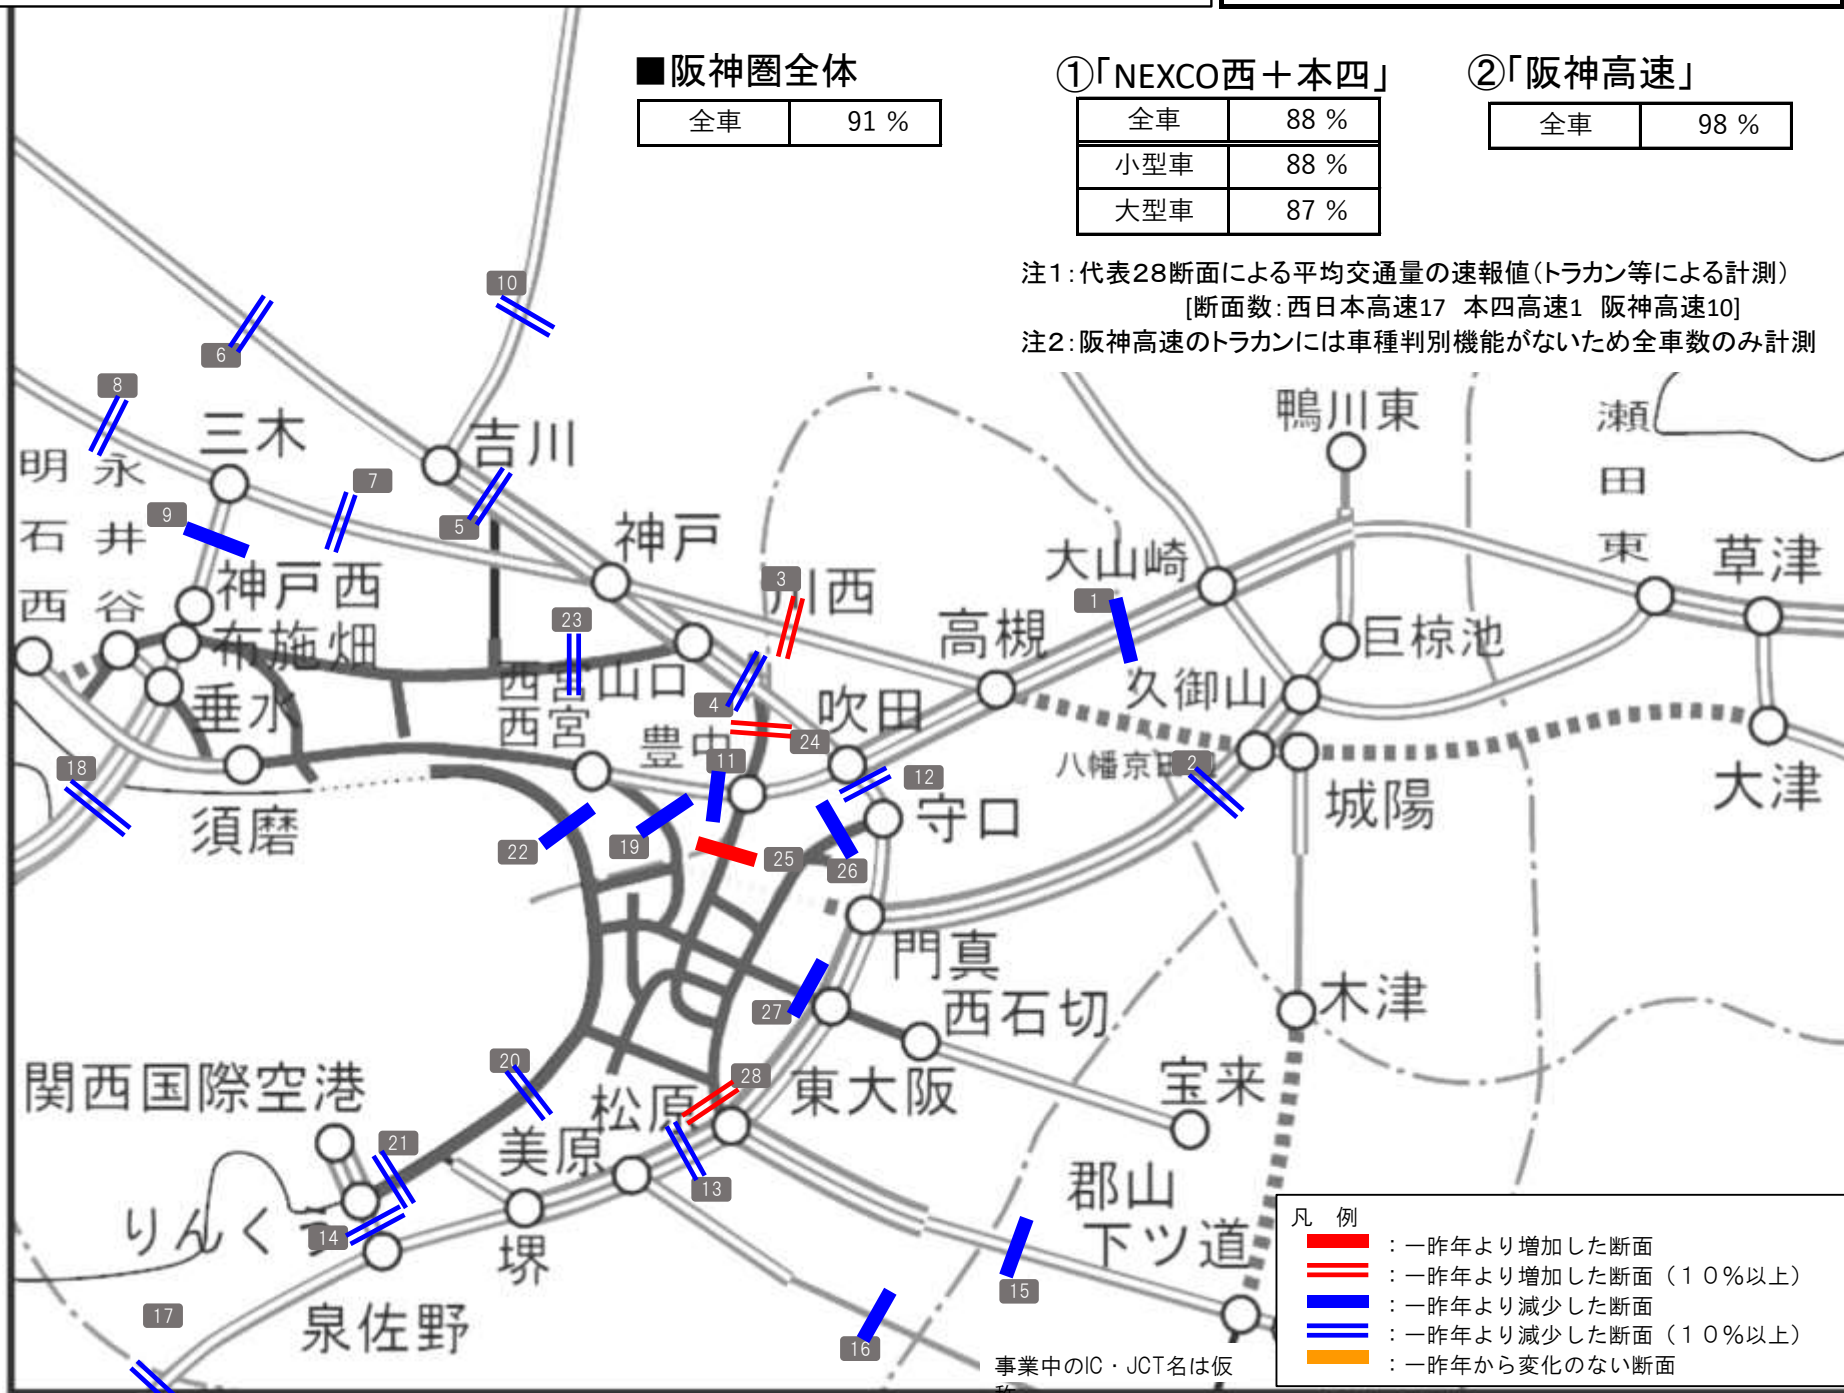 ■阪神圏全体
全車 91 %
①「NEXCO西＋本四」
全車 88 %
小型車 88 %
大型車 87 %
②「阪神高速」
全車 98 %
注1：代表28断面による平均交通量の速報値（トラカン等による計測）
[断面数：西日本高速17 本四高速1 阪神高速10]
注2：阪神高速のトラカンには車種判別機能がないため全車数のみ計測
10
6
8
三木
吉川
鴨川東
瀬田東
明石西
永井谷
7
9
5
神戸
大山崎
草津
神戸西
3
川西
1
高槻
23
布施畑
巨椋池
西宮山口
久御山
垂水
4
吹田
西宮
豊中
24
11
八幡京田
2
18
12
大津
須磨
守口
城陽
22
19
25
26
門真
27
西石切
木津
関西国際空港
20
28
松原
東大阪
宝来
21
美原
13
郡山下ツ道
りんくう
14
堺
15
17
泉佐野
16
事業中のIC・JCT名は仮
称
凡 例
：一昨年より増加した断面
：一昨年より増加した断面（１０％以上）
：一昨年より減少した断面
：一昨年より減少した断面（１０％以上）
：一昨年から変化のない断面